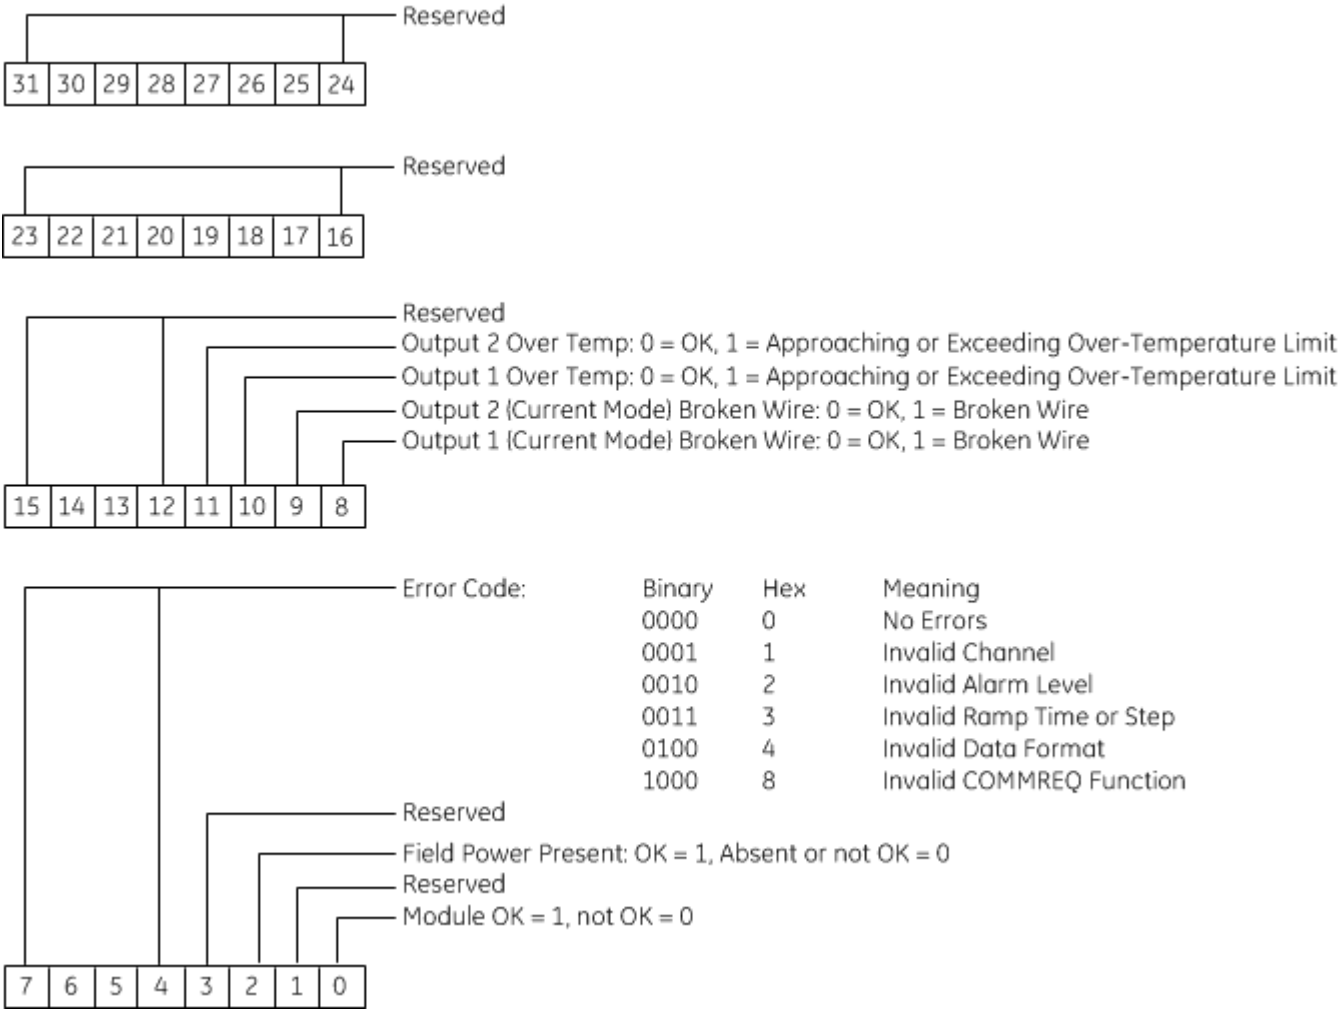 Reserved
31 30 29 28 27 26 25 24
Reserved
23 22 21 20 19 18 17 16
Reserved
Output 2 Over Temp: 0 = OK, 1 = Approaching or Exceeding Over-Temperature Limit
Output 1 Over Temp: 0 = OK, 1 = Approaching or Exceeding Over-Temperature Limit
Output 2 (Current Mode) Broken Wire: 0 = OK, 1 = Broken Wire
Output 1 (Current Mode) Broken Wire: 0 = OK, 1 = Broken Wire
15 14 13 12 11 10 9 8
Error Code: Binary Hex Meaning
0000 0 No Errors
0001 1 Invalid Channel
0010 2 Invalid Alarm Level
0011 3 Invalid Ramp Time or Step
0100 4 Invalid Data Format
1000 8 Invalid COMMREQ Function
Reserved
Field Power Present: OK = 1, Absent or not OK = 0
Reserved
Module OK = 1, not OK = 0
7 6 5 4 3 2 1 0